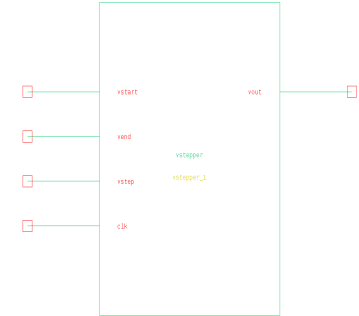 vstart vout
vend
vstepper
vstep vstepper_1
clk